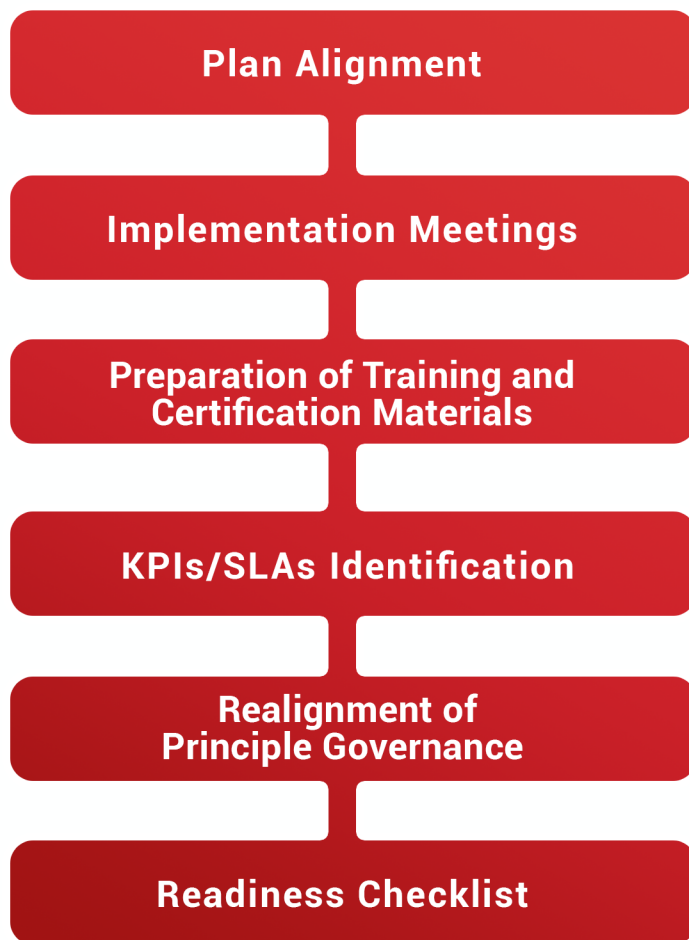 Plan Alignment
Implementation Meetings
Preparation of Training and
Certification Materials
KPIs/SLAs Identification
Realignment of
Principle Governance
Readiness Checklist